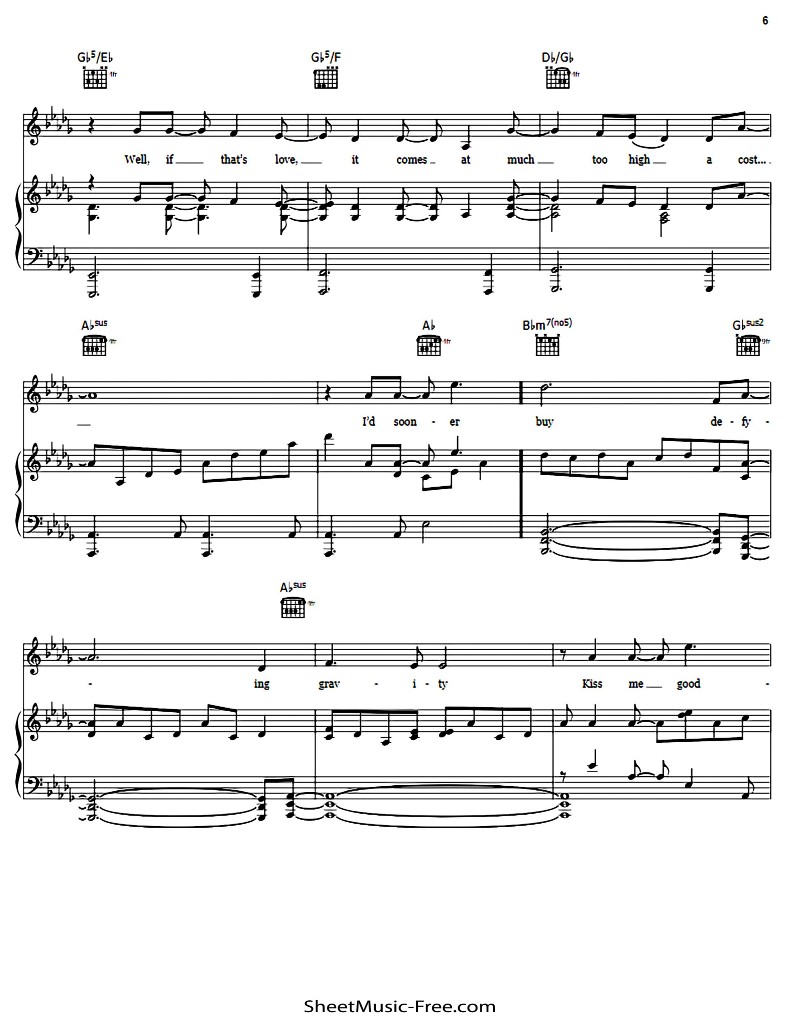 6
G♭5/E♭ G♭5/F D♭/G♭
Well, if that's love, it comes at much too high a cost...
A♭sus A♭ B♭m7(no5) G♭sus2
I'd soon - er buy de - fy -
A♭sus
- ing grav - i - ty Kiss me good -
SheetMusic-Free.com